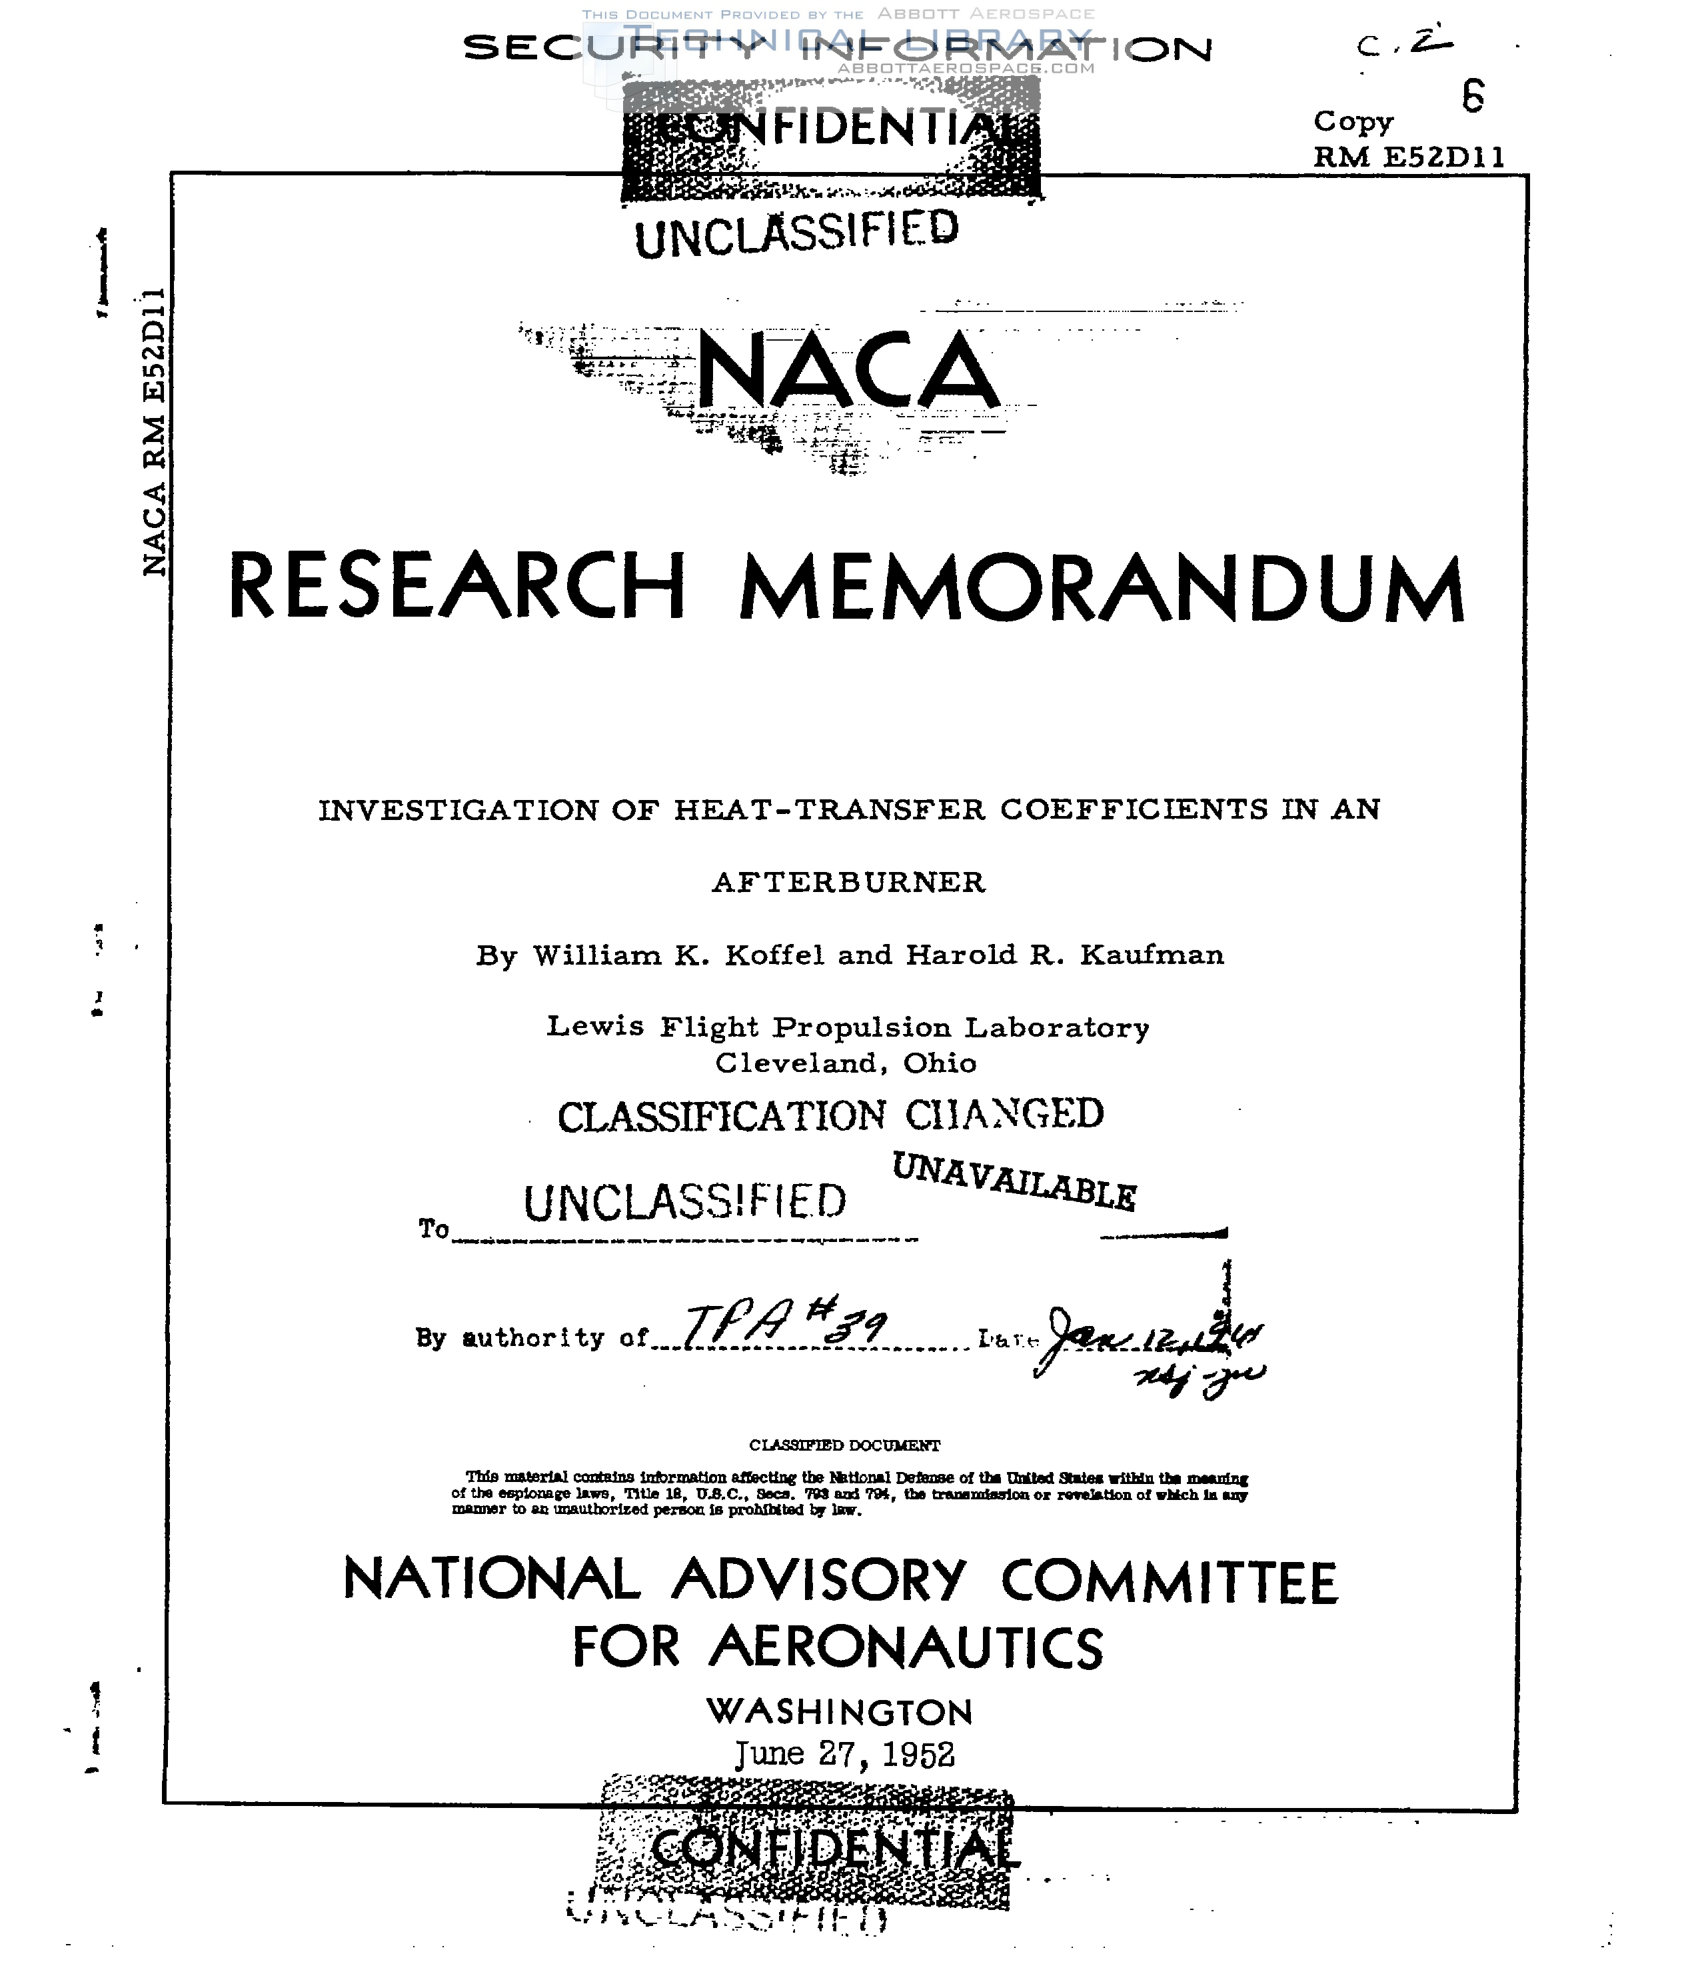 THIS DOCUMENT PROVIDED BY THE ABBOTT AEROSPACE
TECHNICAL LIBRARY
ABBOTTAEROSPACE.COM
SECURITY INFORMATION
C.2
CONFIDENTIAL
6
Copy
RM E52D11
UNCLASSIFIED
NACA RM E52D11
NACA
RESEARCH MEMORANDUM
INVESTIGATION OF HEAT-TRANSFER COEFFICIENTS IN AN
AFTERBURNER
By William K. Koffel and Harold R. Kaufman
Lewis Flight Propulsion Laboratory
Cleveland, Ohio
CLASSIFICATION CHANGED
UNAVAILABLE
To UNCLASSIFIED
By authority of TPA #39 Date Jan 12,
CLASSIFIED DOCUMENT
This material contains information affecting the National Defense of the United States within the meaning
of the espionage laws, Title 18, U.S.C., Secs. 793 and 794, the transmission or revelation of which in any
manner to an unauthorized person is prohibited by law.
NATIONAL ADVISORY COMMITTEE
FOR AERONAUTICS
WASHINGTON
June 27, 1952
CONFIDENTIAL
UNCLASSIFIED